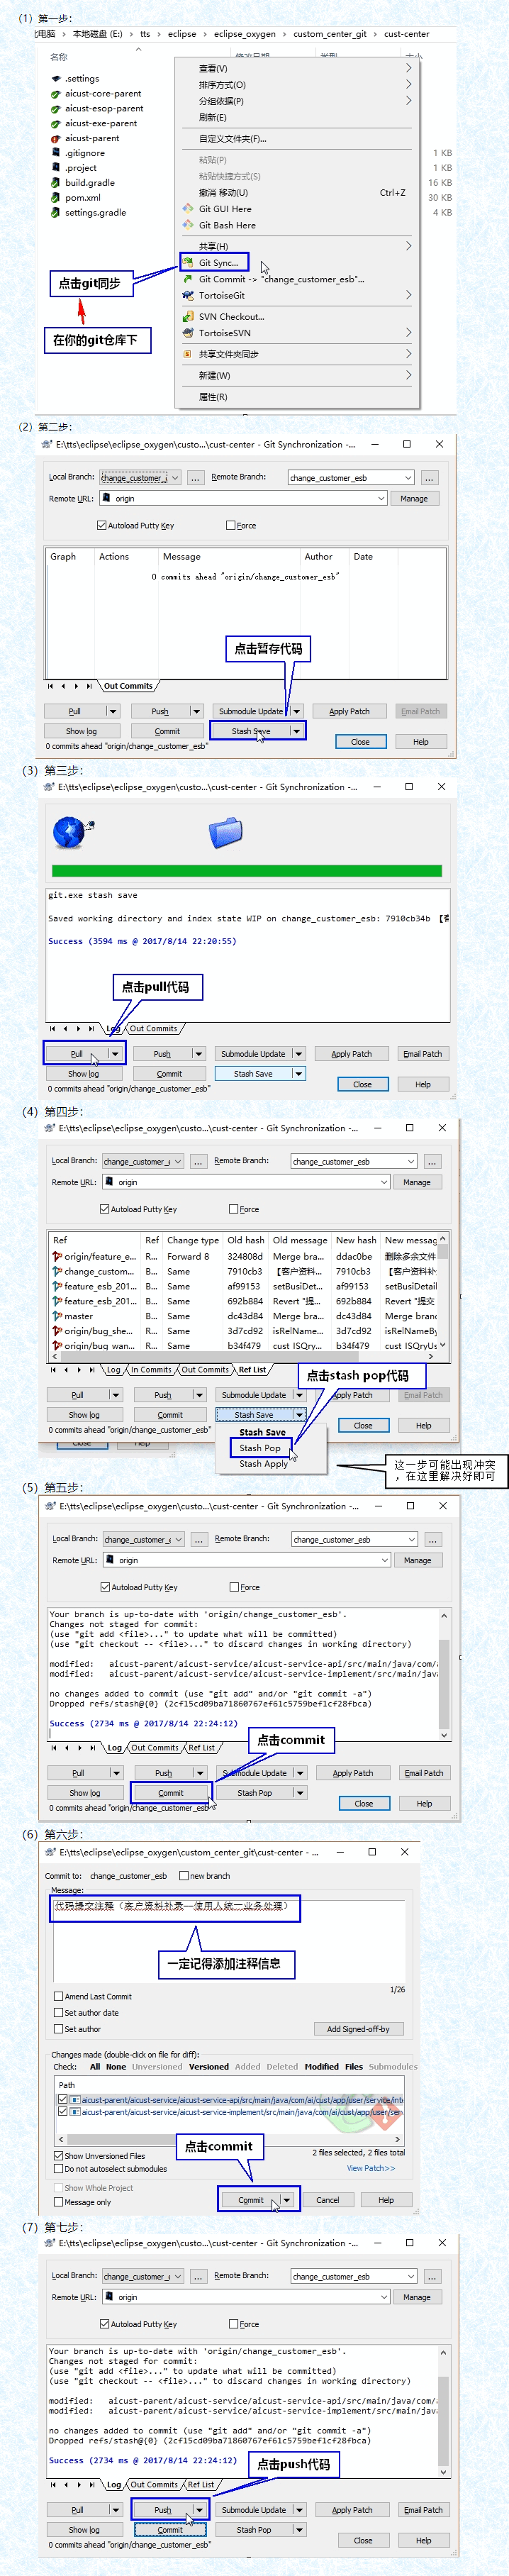 （1）第一步：
此电脑 › 本地磁盘 (E:) › tts › eclipse › eclipse_oxygen › custom_center_git › cust-center
名称
.settings
aicust-core-parent
aicust-esop-parent
aicust-exe-parent
aicust-parent
.gitignore 1 KB
.project 1 KB
build.gradle 16 KB
pom.xml 30 KB
settings.gradle 4 KB
查看(V)
排序方式(O)
分组依据(P)
刷新(E)
自定义文件夹(F)...
粘贴(P)
粘贴快捷方式(S)
撤消 移动(U) Ctrl+Z
Git GUI Here
Git Bash Here
共享(H)
Git Sync...
Git Commit -> "change_customer_esb"...
TortoiseGit
SVN Checkout...
TortoiseSVN
共享文件夹同步
新建(W)
属性(R)
点击git同步
在你的git仓库下
（2）第二步：
E:\tts\eclipse\eclipse_oxygen\custo...\cust-center - Git Synchronization -...
Local Branch: change_customer_ ... Remote Branch: change_customer_esb ...
Remote URL: origin Manage
Autoload Putty Key Force
Graph Actions Message Author Date
0 commits ahead "origin/change_customer_esb"
点击暂存代码
Out Commits
Pull Push Submodule Update Apply Patch Email Patch
Show log Commit Stash Save
0 commits ahead "origin/change_customer_esb" Close Help
（3）第三步：
E:\tts\eclipse\eclipse_oxygen\custo...\cust-center - Git Synchronization -...
git.exe stash save
Saved working directory and index state WIP on change_customer_esb: 7910cb34b 【客
Success (3594 ms @ 2017/8/14 22:20:55)
点击pull代码
Log Out Commits
Pull Push Submodule Update Apply Patch Email Patch
Show log Commit Stash Save
0 commits ahead "origin/change_customer_esb" Close Help
（4）第四步：
E:\tts\eclipse\eclipse_oxygen\custo...\cust-center - Git Synchronization -...
Local Branch: change_customer_e ... Remote Branch: change_customer_esb ...
Remote URL: origin Manage
Autoload Putty Key Force
Ref Ref Change type Old hash Old message New hash New messag
origin/feature_e... R... Forward 8 324808d Merge bra... ddac0be 删除多余文件
change_custom... B... Same 7910cb3 【客户资料... 7910cb3 【客户资料补
feature_esb_201... B... Same af99153 setBusiDet... af99153 setBusiDetail
feature_esb_201... B... Same 692b884 Revert "提... 692b884 Revert "提交
master B... Same dc43d84 Merge bra... dc43d84 Merge branc
origin/bug_she... R... Same 3d7cd92 isRelName... 3d7cd92 isRelNameBy
origin/bug_wan... R... Same b34f479 cust_ISQry... b34f479 cust_ISQryUs
Log In Commits Out Commits Ref List
点击stash pop代码
Pull Push Submodule Update Apply Patch Email Patch
Show log Commit Stash Save
0 commits ahead "origin/change_customer_esb" Close Help
Stash Save
Stash Pop
Stash Apply
Close Help
这一步可能出现冲突
，在这里解决好即可
（5）第五步：
E:\tts\eclipse\eclipse_oxygen\custo...\cust-center - Git Synchronization -...
Local Branch: change_customer_e ... Remote Branch: change_customer_esb ...
Remote URL: origin Manage
Autoload Putty Key Force
Your branch is up-to-date with 'origin/change_customer_esb'.
Changes not staged for commit:
(use "git add <file>..." to update what will be committed)
(use "git checkout -- <file>..." to discard changes in working directory)
modified: aicust-parent/aicust-service/aicust-service-api/src/main/java/com/a
modified: aicust-parent/aicust-service/aicust-service-implement/src/main/java
no changes added to commit (use "git add" and/or "git commit -a")
Dropped refs/stash@{0} (2cf15cd09ba71860767ef61c5759bef1cf28fbca)
Success (2734 ms @ 2017/8/14 22:24:12)
点击commit
Log Out Commits Ref List
Pull Push Submodule Update Apply Patch Email Patch
Show log Commit Stash Pop
0 commits ahead "origin/change_customer_esb" Close Help
（6）第六步：
E:\tts\eclipse\eclipse_oxygen\custom_center_git\cust-center -...
Commit to: change_customer_esb new branch
Message:
代码提交注释（客户资料补录—使用人统一业务处理）
一定记得添加注释信息
1/26
Amend Last Commit
Set author date
Set author Add Signed-off-by
Changes made (double-click on file for diff):
Check: All None Unversioned Versioned Added Deleted Modified Files Submodules
Path
aicust-parent/aicust-service/aicust-service-api/src/main/java/com/ai/cust/app/user/service/inte
aicust-parent/aicust-service/aicust-service-implement/src/main/java/com/ai/cust/app/user/ser
点击commit
Show Unversioned Files 2 files selected, 2 files total
Do not autoselect submodules View Patch>>
Show Whole Project
Message only Commit Cancel Help
（7）第七步：
E:\tts\eclipse\eclipse_oxygen\custo...\cust-center - Git Synchronization -...
Local Branch: change_customer_e ... Remote Branch: change_customer_esb ...
Remote URL: origin Manage
Autoload Putty Key Force
Your branch is up-to-date with 'origin/change_customer_esb'.
Changes not staged for commit:
(use "git add <file>..." to update what will be committed)
(use "git checkout -- <file>..." to discard changes in working directory)
modified: aicust-parent/aicust-service/aicust-service-api/src/main/java/com/a
modified: aicust-parent/aicust-service/aicust-service-implement/src/main/java
no changes added to commit (use "git add" and/or "git commit -a")
Dropped refs/stash@{0} (2cf15cd09ba71860767ef61c5759bef1cf28fbca)
Success (2734 ms @ 2017/8/14 22:24:12)
点击push代码
Log Out Commits Ref List
Pull Push Submodule Update Apply Patch Email Patch
Show log Commit Stash Pop
0 commits ahead "origin/change_customer_esb" Close Help